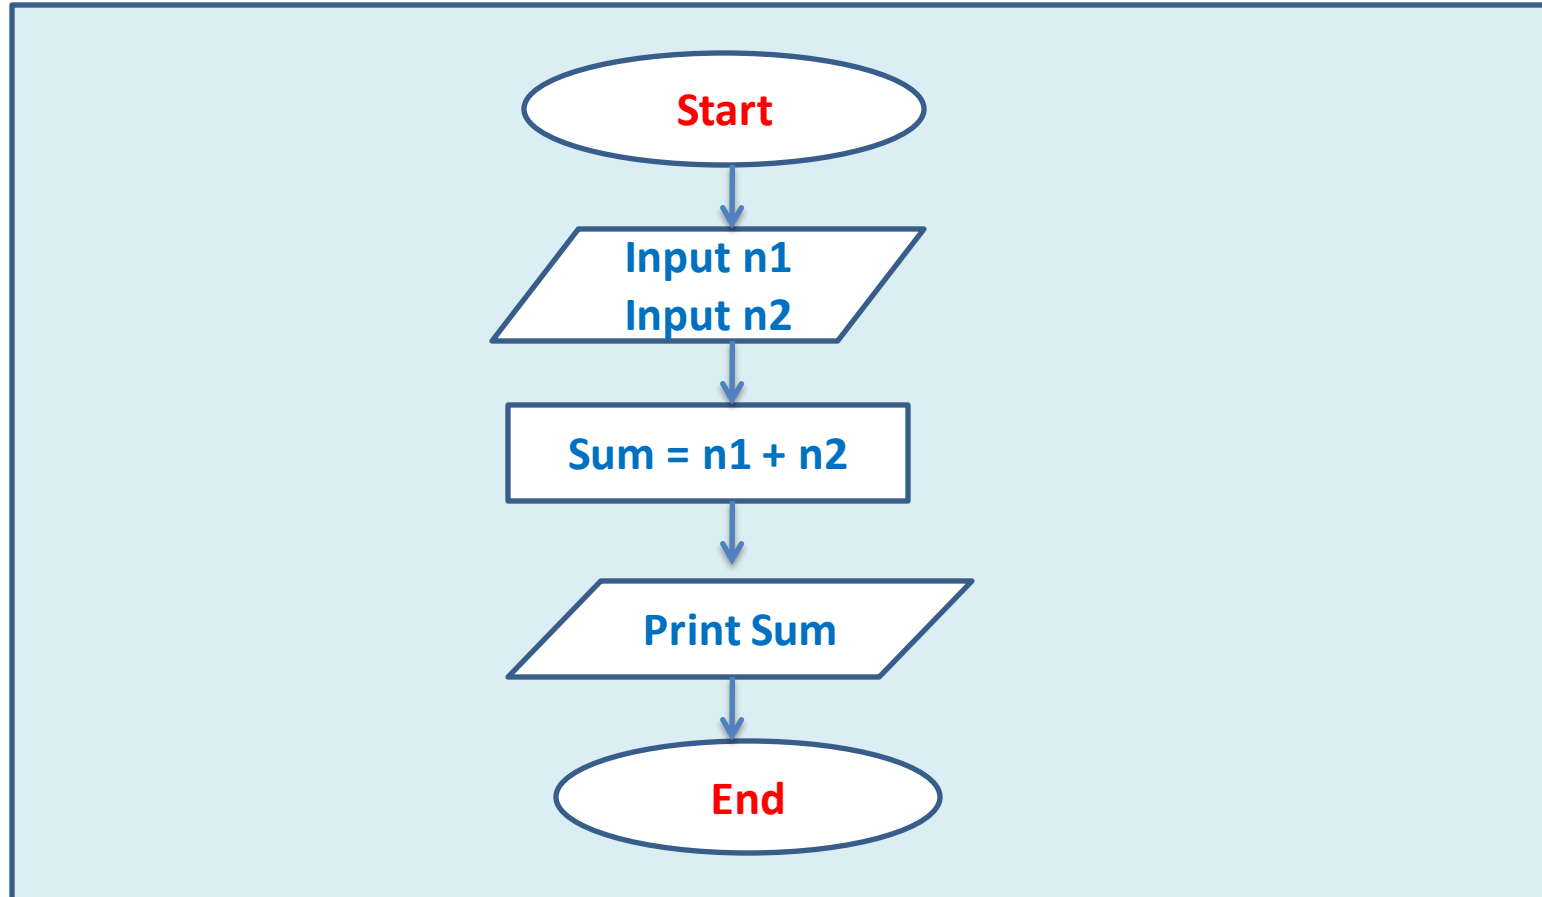 Start
Input n1
Input n2
Sum = n1 + n2
Print Sum
End